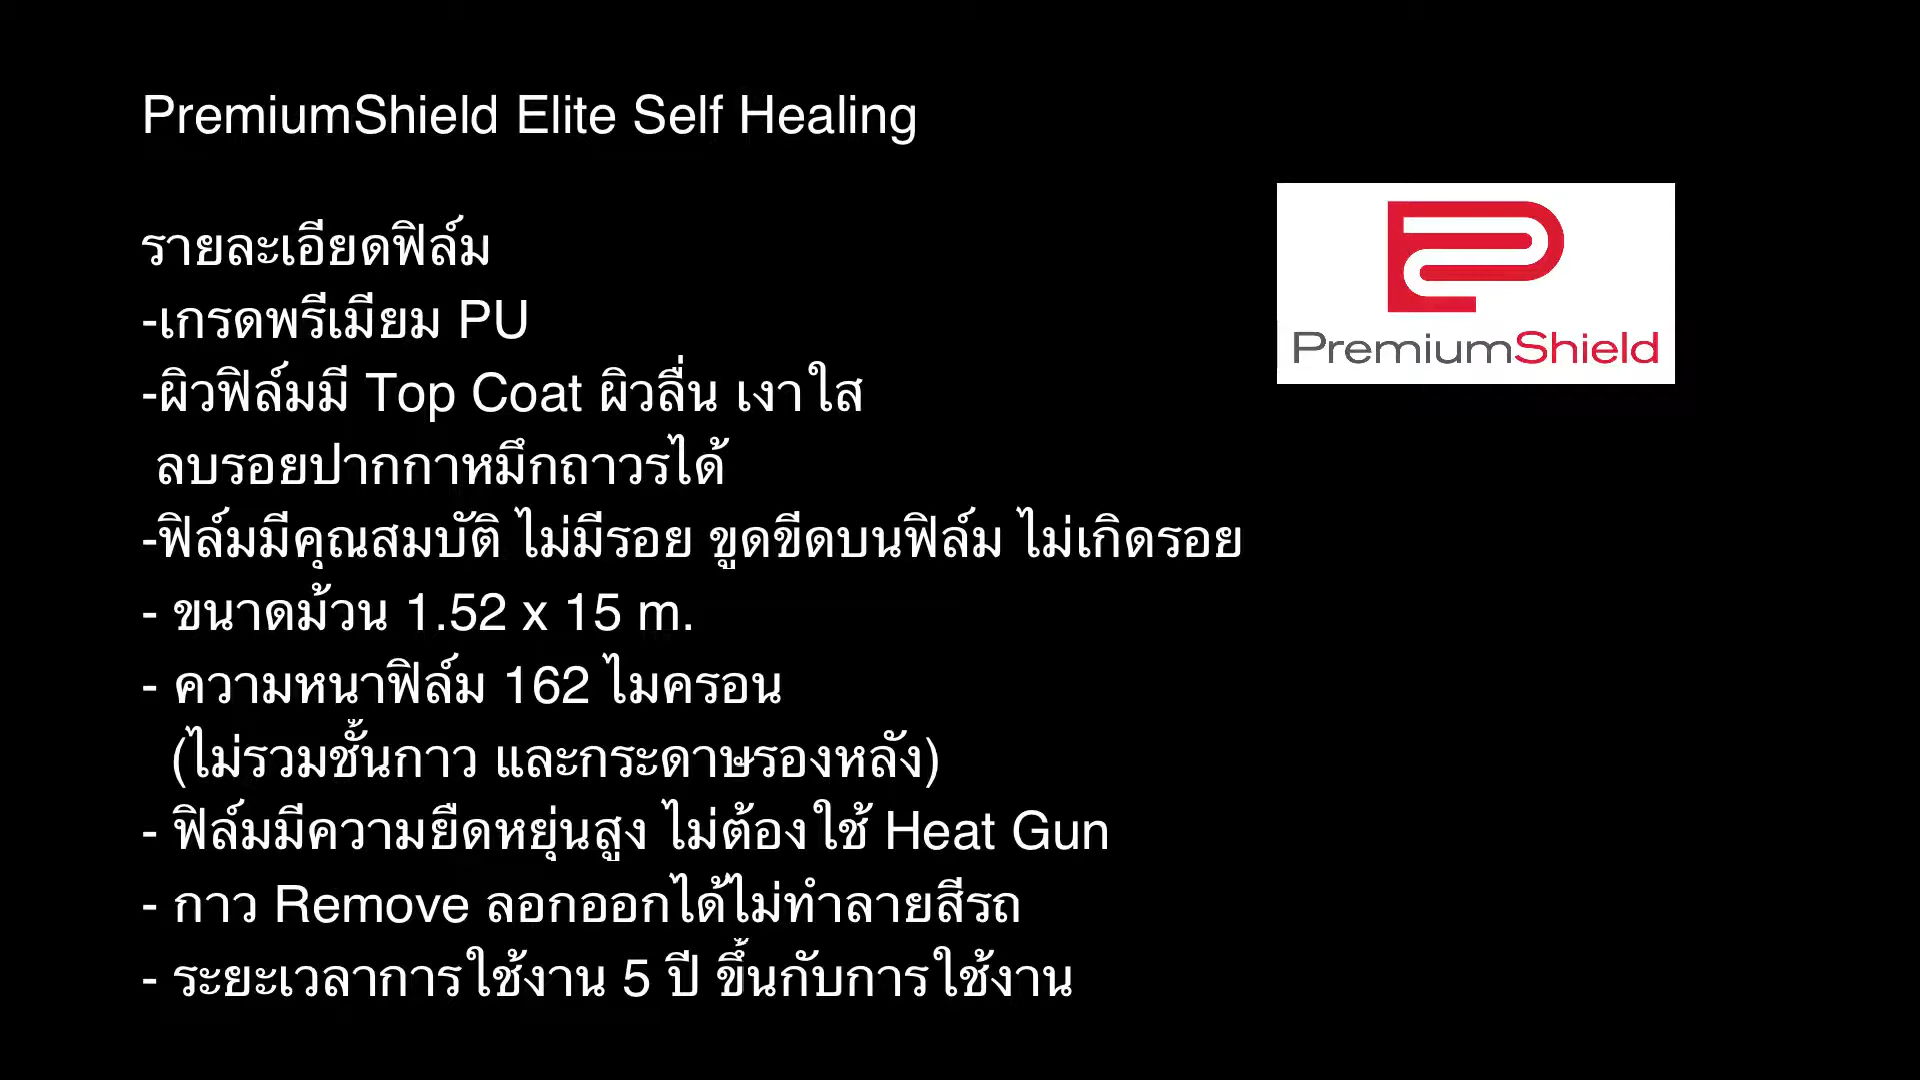 PremiumShield Elite Self Healing
รายละเอียดฟิล์ม
-เกรดพรีเมียม PU
-ผิวฟิล์มมี Top Coat ผิวลื่น เงาใส
ลบรอยปากกาหมึกถาวรได้
-ฟิล์มมีคุณสมบัติ ไม่มีรอย ขูดขีดบนฟิล์ม ไม่เกิดรอย
- ขนาดม้วน 1.52 x 15 m.
- ความหนาฟิล์ม 162 ไมครอน
(ไม่รวมชั้นกาว และกระดาษรองหลัง)
- ฟิล์มมีความยืดหยุ่นสูง ไม่ต้องใช้ Heat Gun
- กาว Remove ลอกออกได้ไม่ทำลายสีรถ
- ระยะเวลาการใช้งาน 5 ปี ขึ้นกับการใช้งาน
PremiumShield